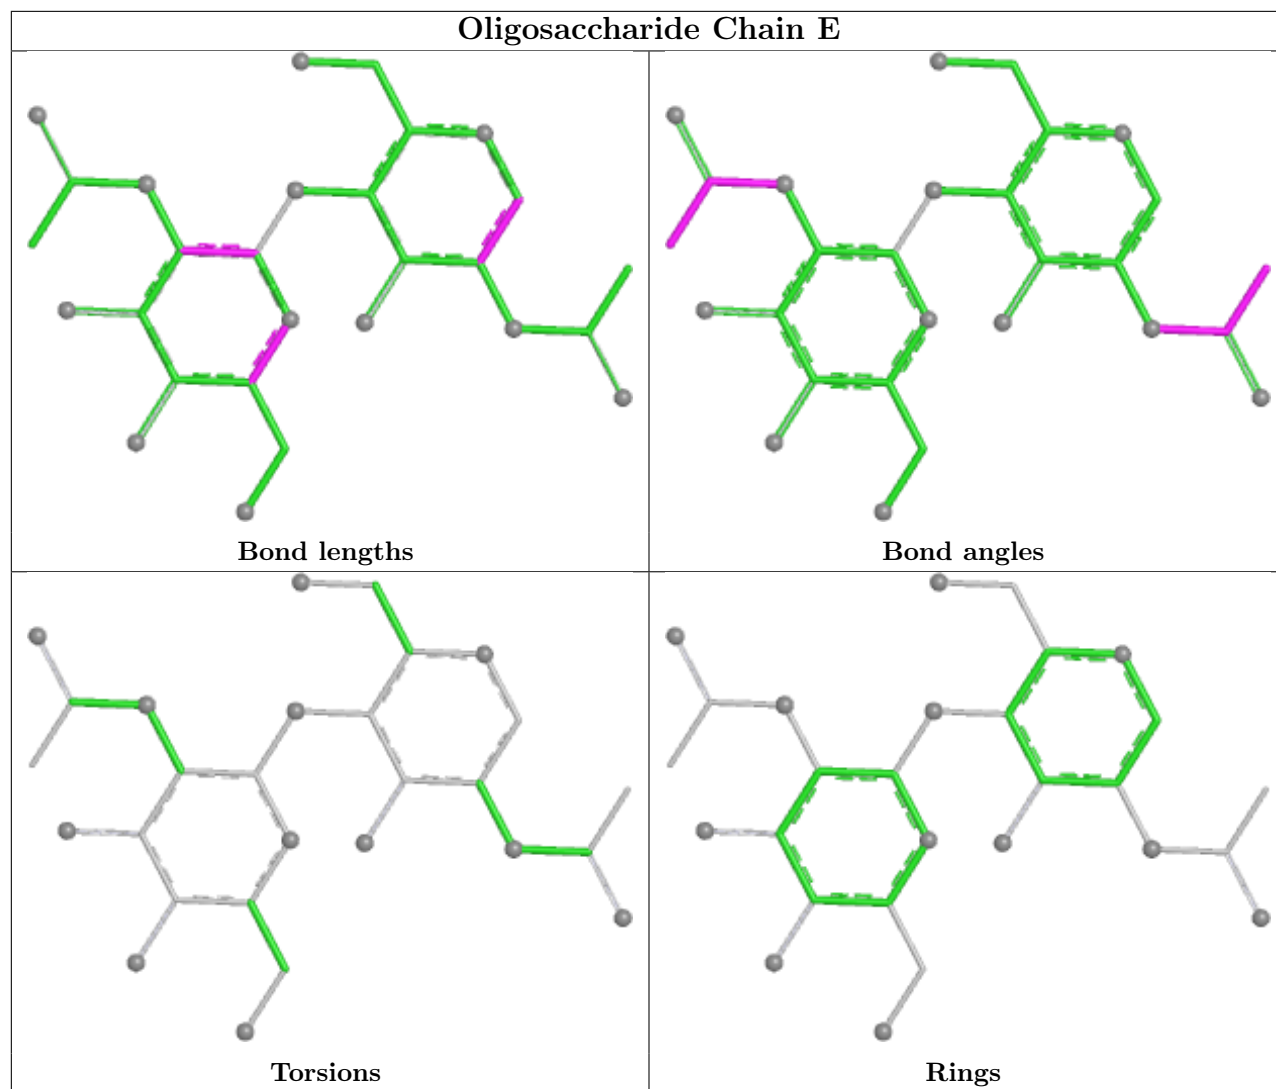 Oligosaccharide Chain E
Bond lengths
Bond angles
Torsions
Rings